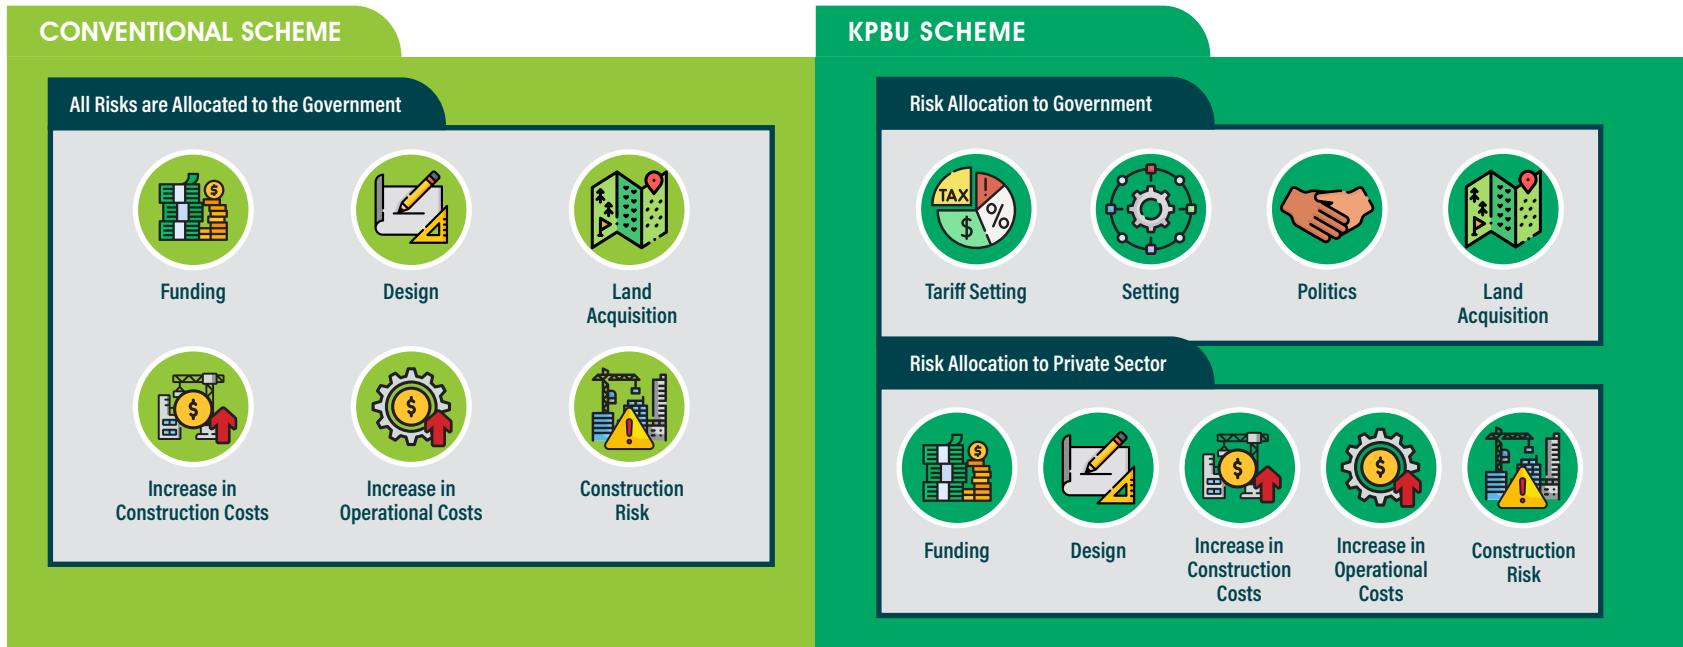 CONVENTIONAL SCHEME
All Risks are Allocated to the Government
$
Funding
Design
Land
Acquisition
$
Increase in
Construction Costs
$
Increase in
Operational Costs
!
Construction
Risk
KPBU SCHEME
Risk Allocation to Government
TAX
!
%
$
Tariff Setting
Setting
Politics
Land
Acquisition
Risk Allocation to Private Sector
$
Funding
Design
$
Increase in
Construction
Costs
$
Increase in
Operational
Costs
!
Construction
Risk